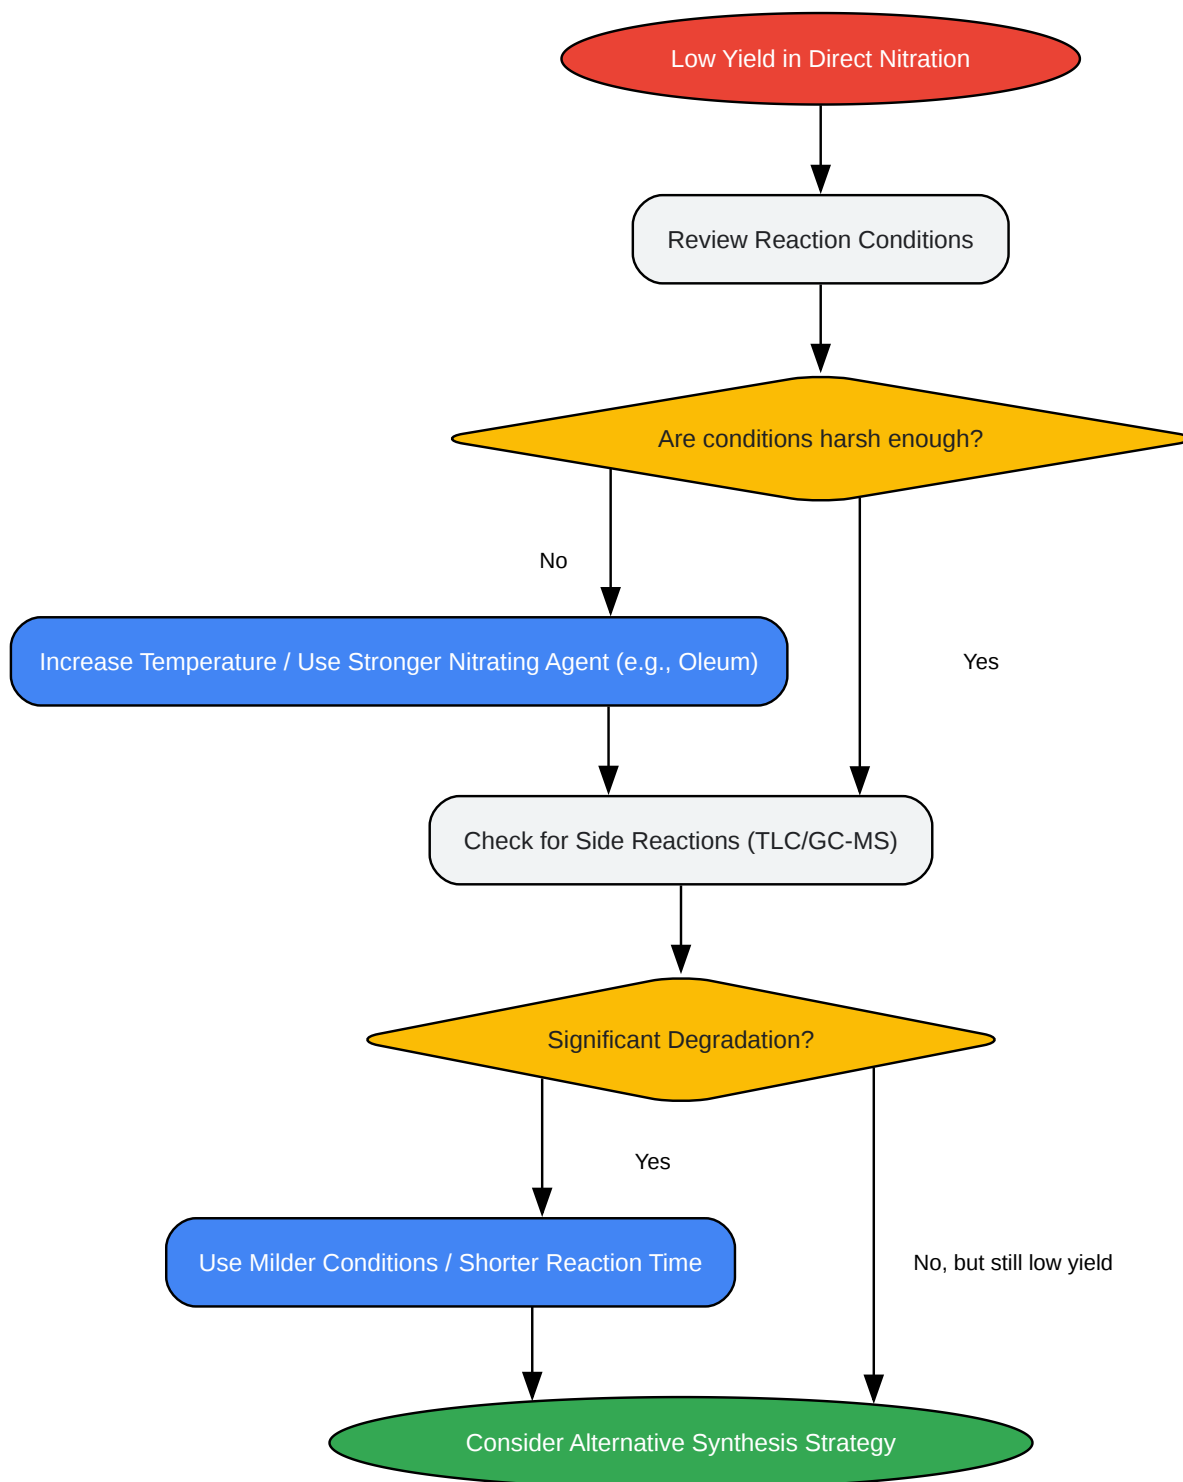 Low Yield in Direct Nitration
Review Reaction Conditions
Are conditions harsh enough?
No
Increase Temperature / Use Stronger Nitrating Agent (e.g., Oleum)
Yes
Check for Side Reactions (TLC/GC-MS)
Significant Degradation?
Yes
Use Milder Conditions / Shorter Reaction Time
No, but still low yield
Consider Alternative Synthesis Strategy